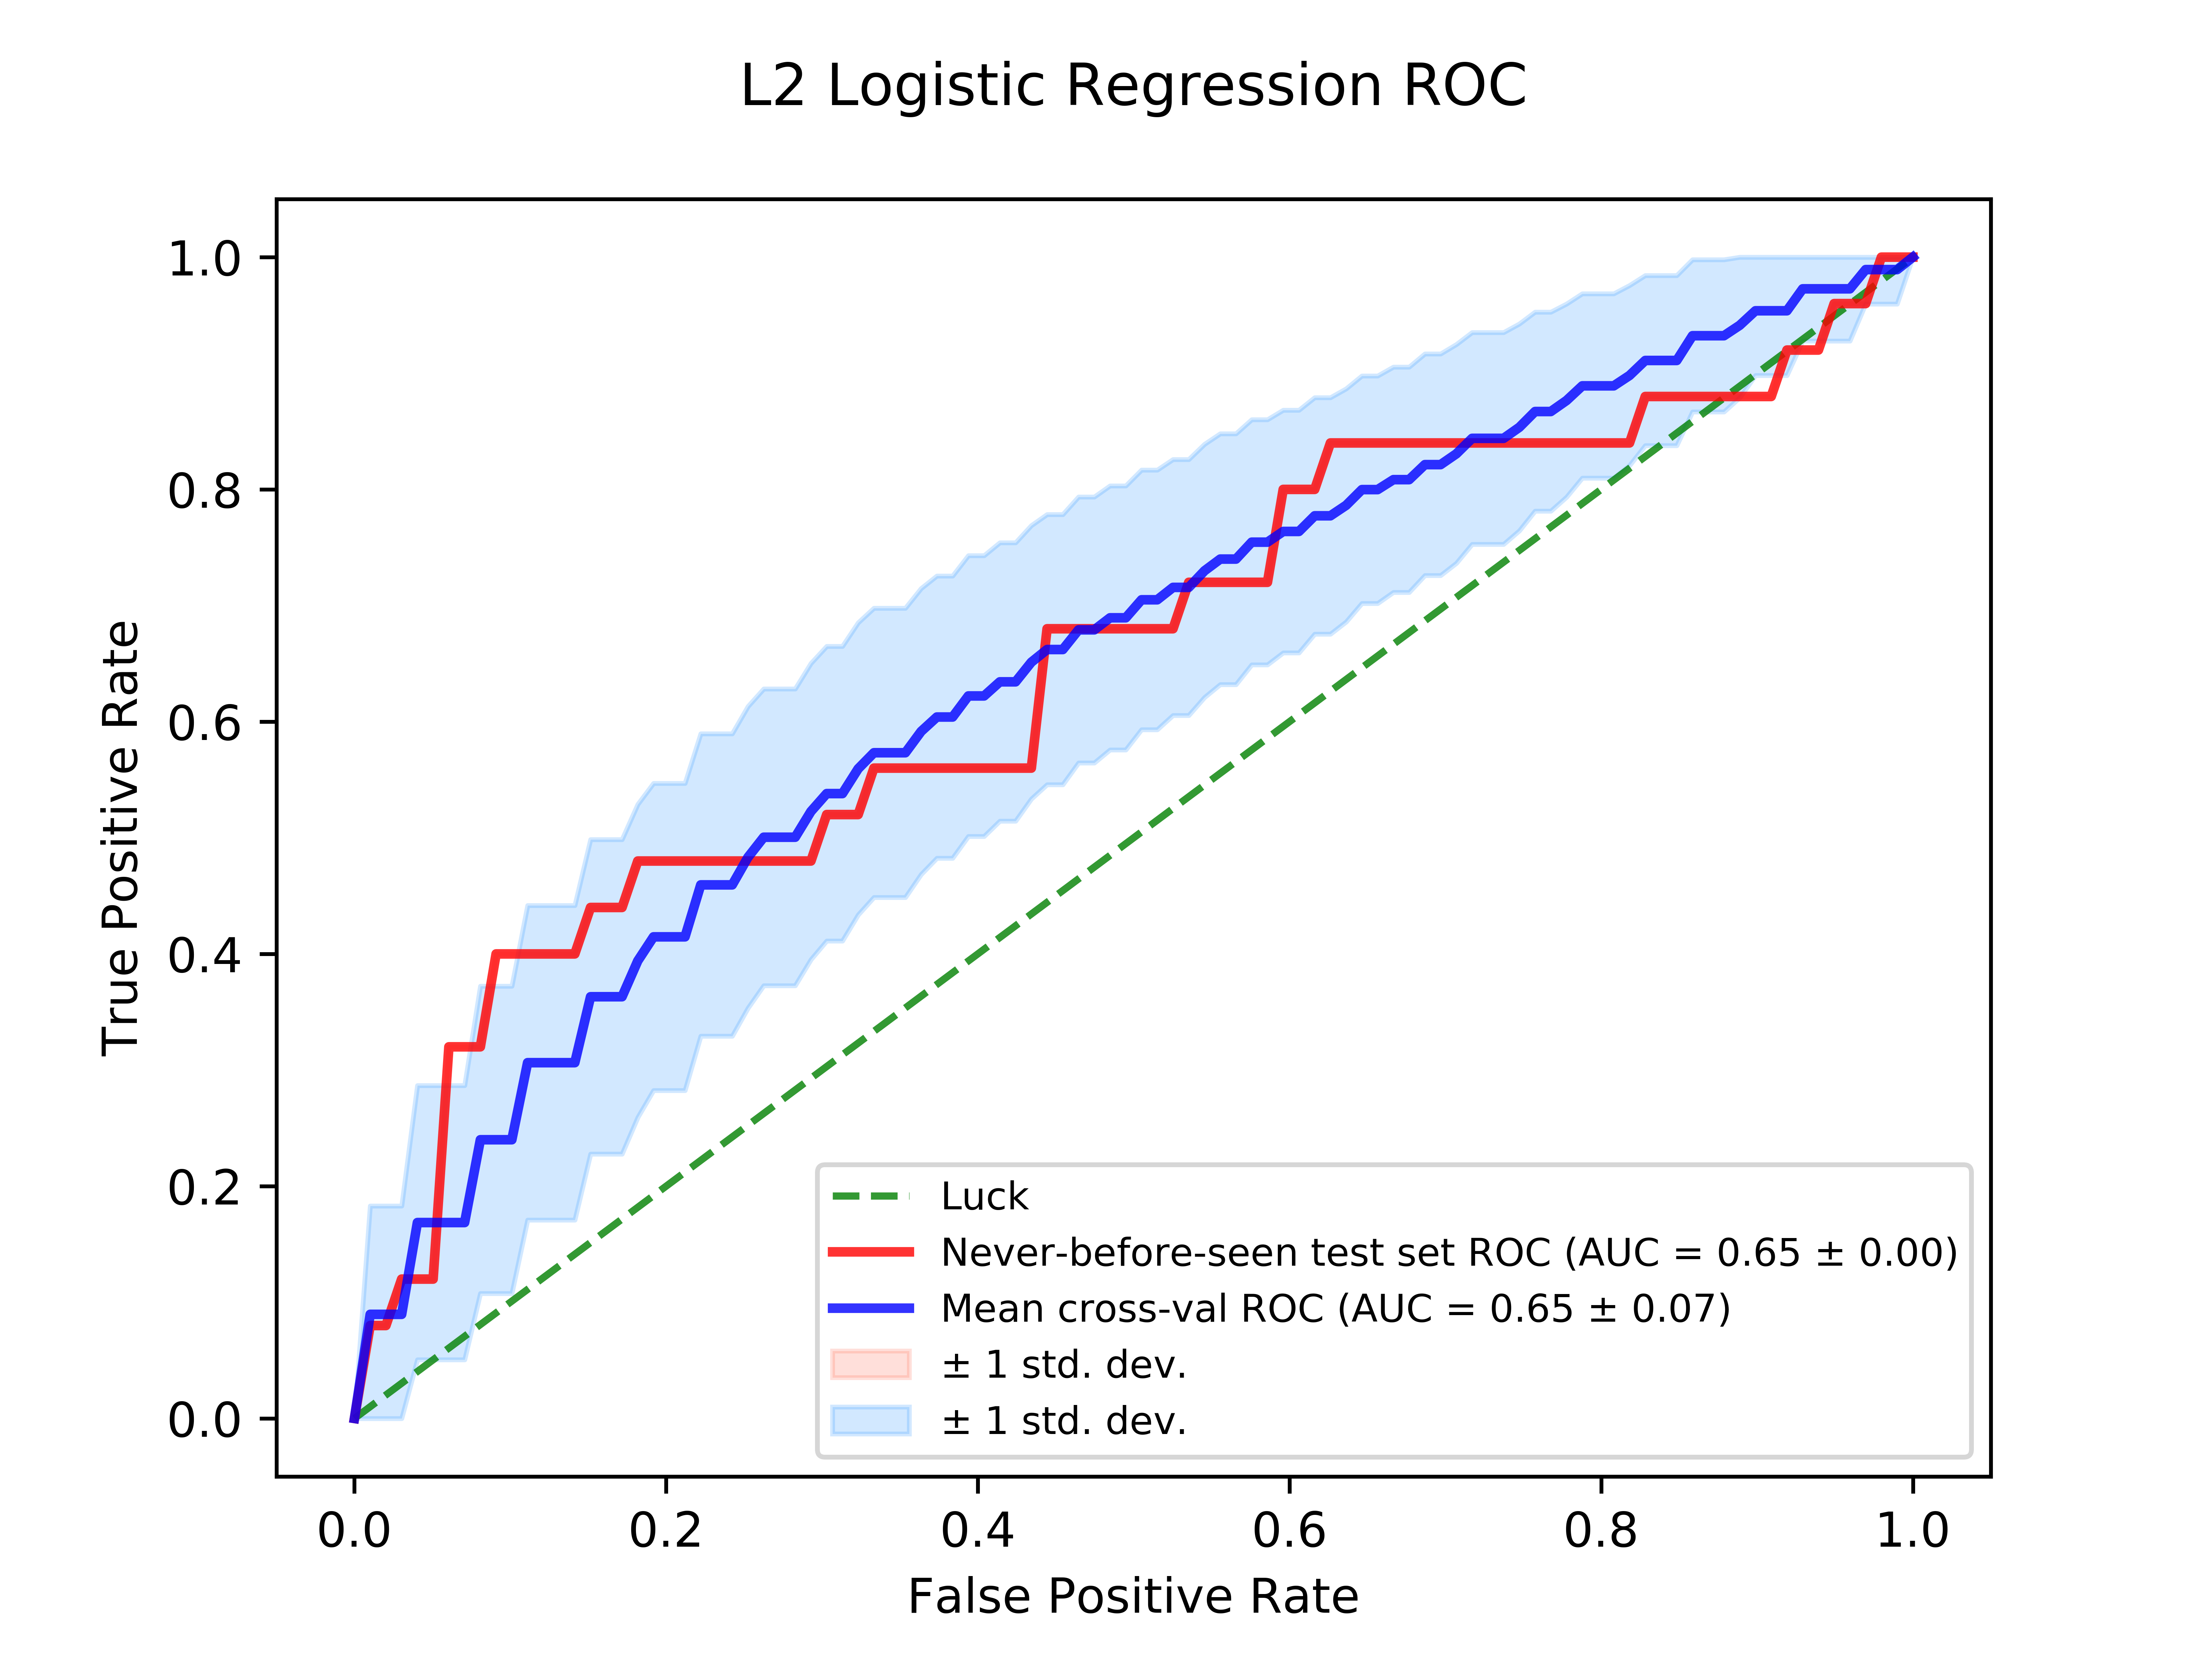 L2 Logistic Regression ROC
1.0
0.8
0.6
0.4
0.2
0.0
True Positive Rate
Luck
Never-before-seen test set ROC (AUC = 0.65 ± 0.00)
Mean cross-val ROC (AUC = 0.65 ± 0.07)
± 1 std. dev.
± 1 std. dev.
0.0 0.2 0.4 0.6 0.8 1.0
False Positive Rate